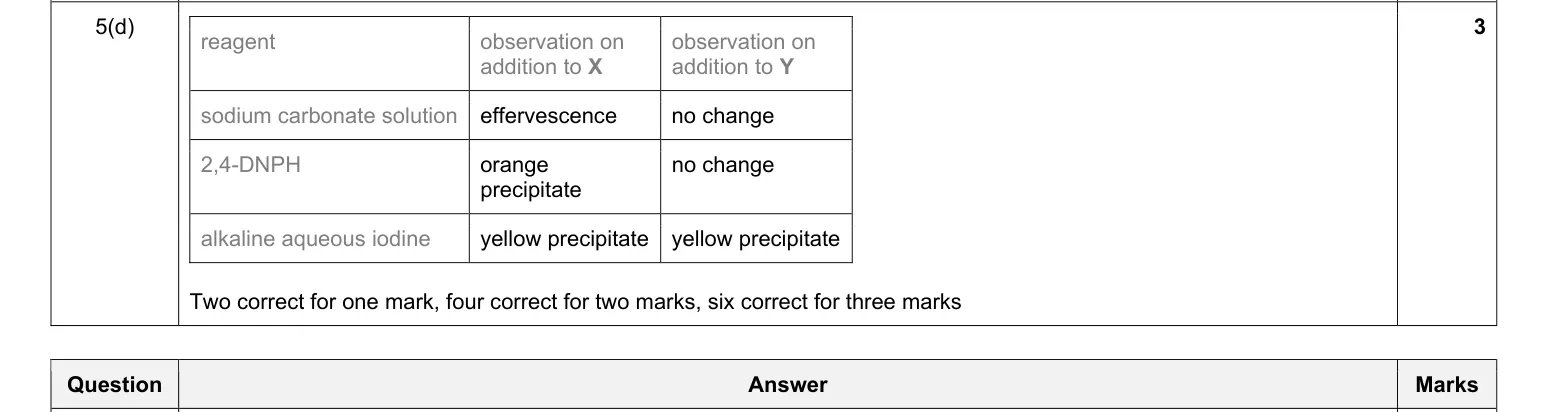 5(d)
3
reagent
observation on
addition to X
observation on
addition to Y
sodium carbonate solution
effervescence
no change
2,4-DNPH
orange
precipitate
no change
alkaline aqueous iodine
yellow precipitate
yellow precipitate
Two correct for one mark, four correct for two marks, six correct for three marks
Question
Answer
Marks